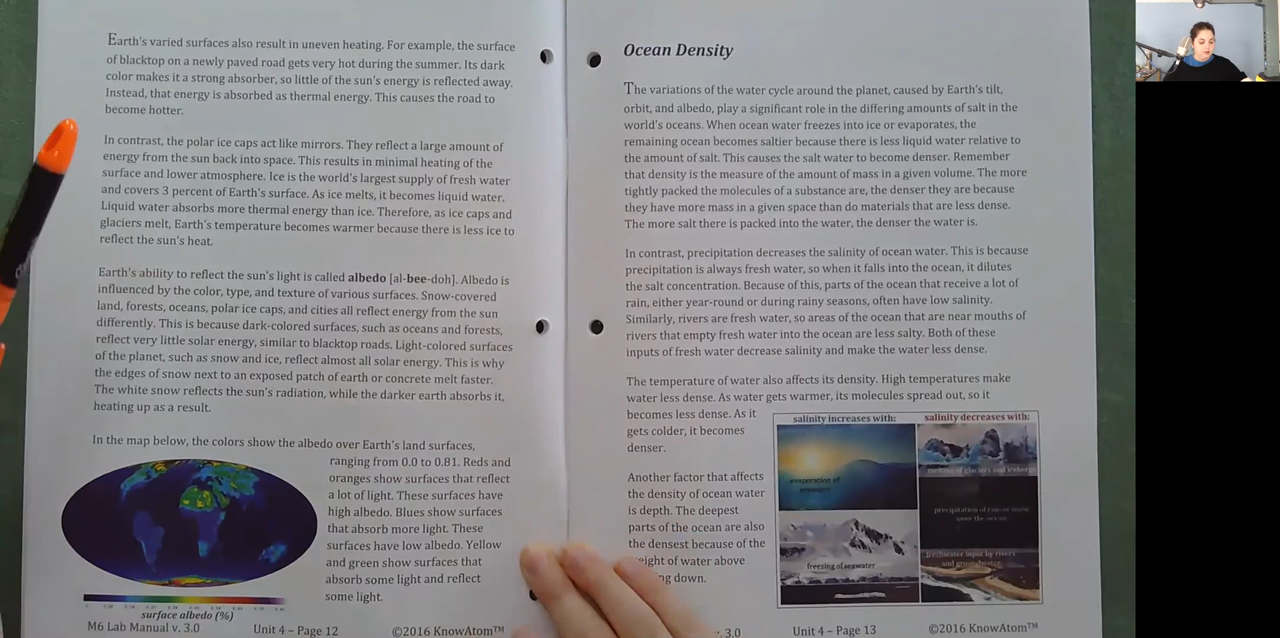 Earth's varied surfaces also result in uneven heating. For example, the surface
of blacktop on a newly paved road gets very hot during the summer. Its dark
color makes it a strong absorber, so little of the sun's energy is reflected away.
Instead, that energy is absorbed as thermal energy. This causes the road to
become hotter.
In contrast, the polar ice caps act like mirrors. They reflect a large amount of
energy from the sun back into space. This results in minimal heating of the
surface and lower atmosphere. Ice is the world's largest supply of fresh water
and covers 3 percent of Earth's surface. As ice melts, it becomes liquid water.
Liquid water absorbs more thermal energy than ice. Therefore, as ice caps and
glaciers melt, Earth's temperature becomes warmer because there is less ice to
reflect the sun's heat.
Earth's ability to reflect the sun's light is called albedo [al-bee-doh]. Albedo is
influenced by the color, type, and texture of various surfaces. Snow-covered
land, forests, oceans, polar ice caps, and cities all reflect energy from the sun
differently. This is because dark-colored surfaces, such as oceans and forests,
reflect very little solar energy, similar to blacktop roads. Light-colored surfaces
of the planet, such as snow and ice, reflect almost all solar energy. This is why
the edges of snow next to an exposed patch of earth or concrete melt faster.
The white snow reflects the sun's radiation, while the darker earth absorbs it,
heating up as a result.
In the map below, the colors show the albedo over Earth's land surfaces,
ranging from 0.0 to 0.81. Reds and
oranges show surfaces that reflect
a lot of light. These surfaces have
high albedo. Blues show surfaces
that absorb more light. These
surfaces have low albedo. Yellow
and green show surfaces that
absorb some light and reflect
some light.
surface albedo (%)
M6 Lab Manual v. 3.0 Unit 4 – Page 12 ©2016 KnowAtom™
Ocean Density
The variations of the water cycle around the planet, caused by Earth's tilt,
orbit, and albedo, play a significant role in the differing amounts of salt in the
world's oceans. When ocean water freezes into ice or evaporates, the
remaining ocean becomes saltier because there is less liquid water relative to
the amount of salt. This causes the salt water to become denser. Remember
that density is the measure of the amount of mass in a given volume. The more
tightly packed the molecules of a substance are, the denser they are because
they have more mass in a given space than do materials that are less dense.
The more salt there is packed into the water, the denser the water is.
In contrast, precipitation decreases the salinity of ocean water. This is because
precipitation is always fresh water, so when it falls into the ocean, it dilutes
the salt concentration. Because of this, parts of the ocean that receive a lot of
rain, either year-round or during rainy seasons, often have low salinity.
Similarly, rivers are fresh water, so areas of the ocean that are near mouths of
rivers that empty fresh water into the ocean are less salty. Both of these
inputs of fresh water decrease salinity and make the water less dense.
The temperature of water also affects its density. High temperatures make
water less dense. As water gets warmer, its molecules spread out, so it
becomes less dense. As it
gets colder, it becomes
denser.
Another factor that affects
the density of ocean water
is depth. The deepest
parts of the ocean are also
the densest because of the
of water above
down.
salinity increases with:
evaporation of
seawater
freezing of seawater
salinity decreases with:
melting of glaciers and icebergs
precipitation of rain or snow
over the ocean
freshwater input by rivers
and groundwater
v. 3.0 Unit 4 – Page 13 ©2016 KnowAtom™